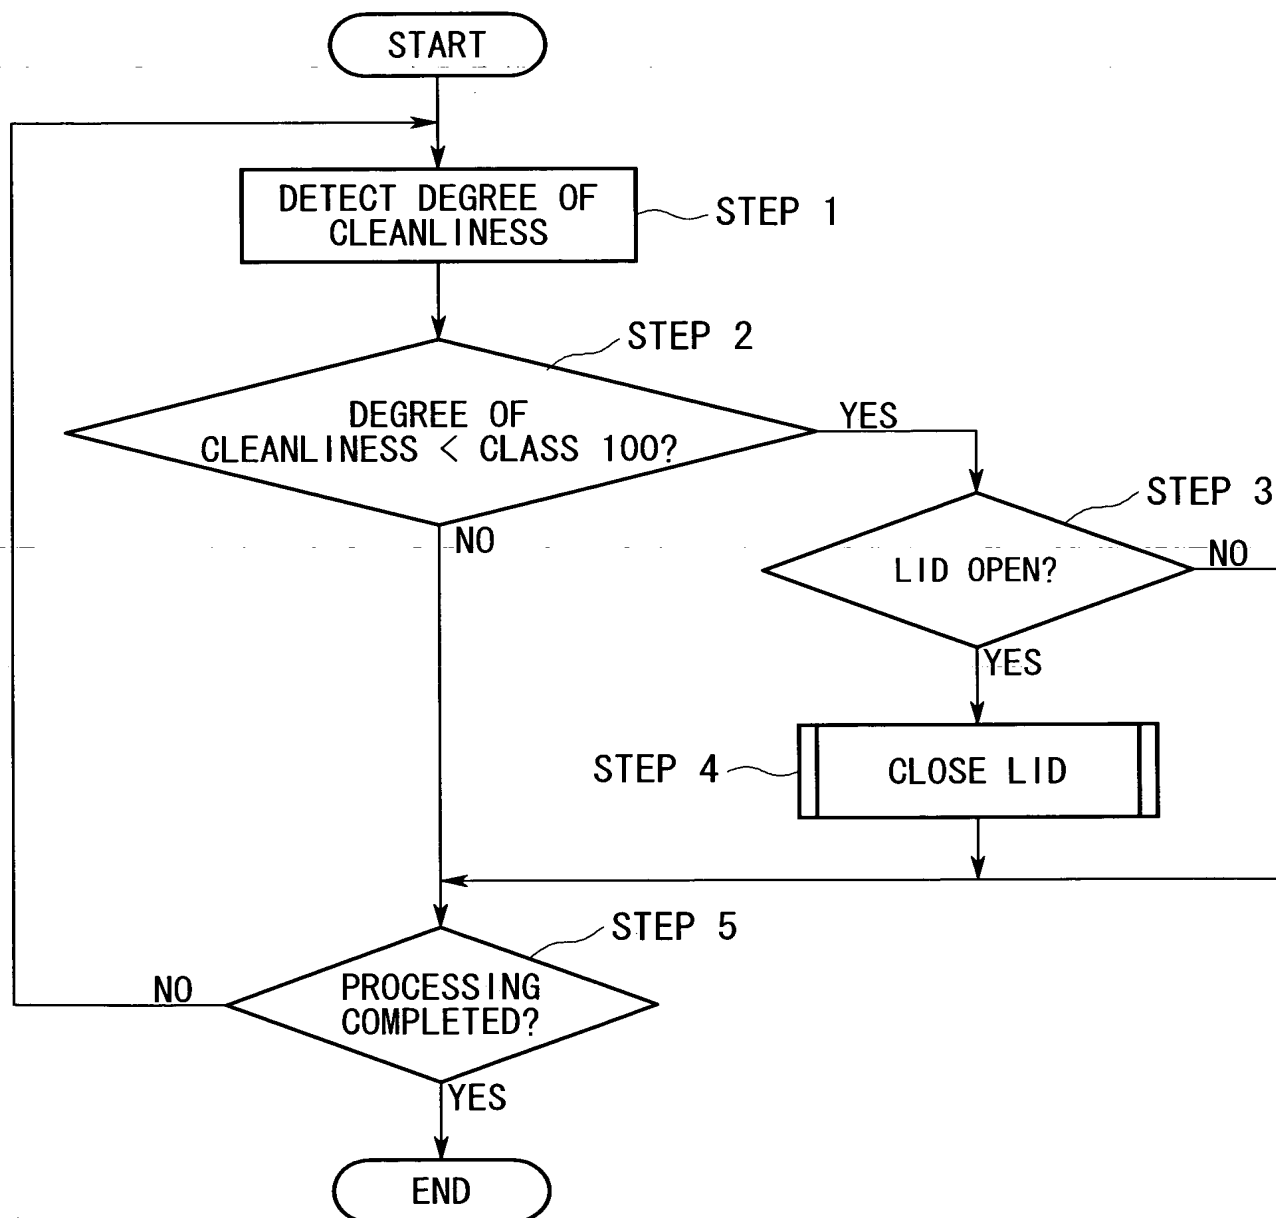 START
DETECT DEGREE OF
CLEANLINESS
STEP 1
STEP 2
DEGREE OF
CLEANLINESS < CLASS 100?
YES
NO
STEP 3
LID OPEN?
NO
YES
STEP 4
CLOSE LID
STEP 5
PROCESSING
COMPLETED?
NO
YES
END